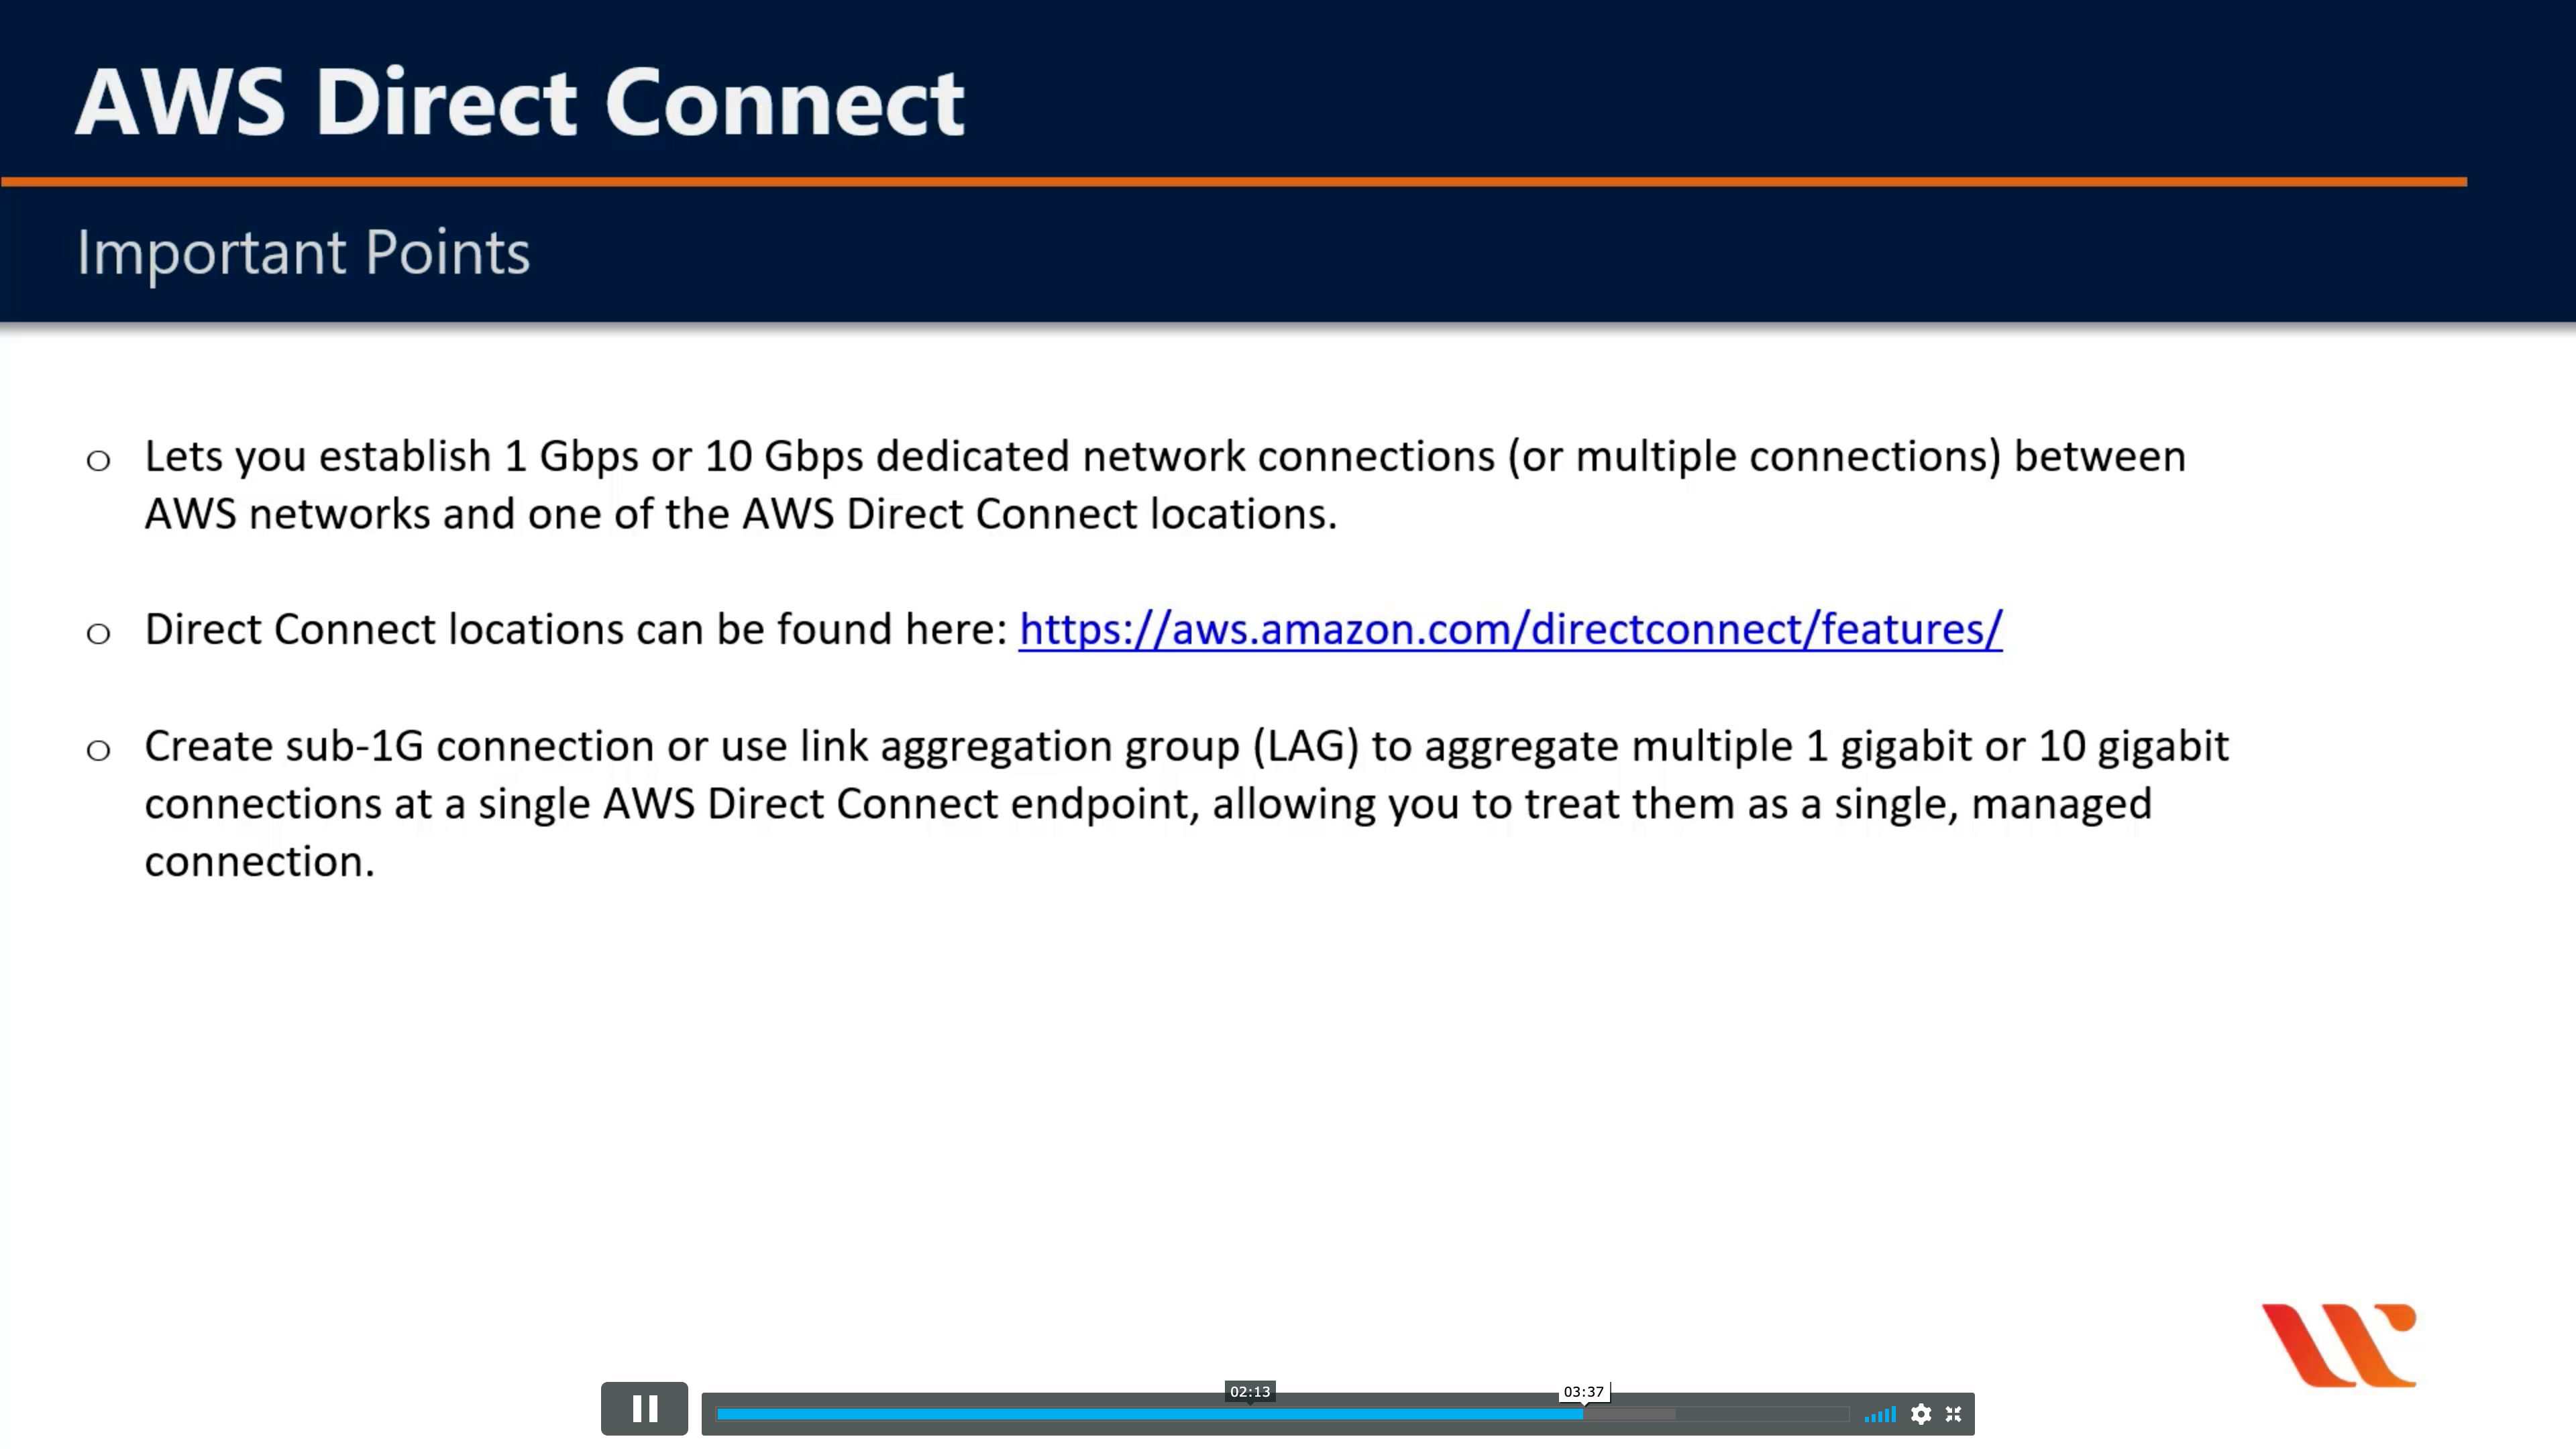 AWS Direct Connect
Important Points
o Lets you establish 1 Gbps or 10 Gbps dedicated network connections (or multiple connections) between
AWS networks and one of the AWS Direct Connect locations.
o Direct Connect locations can be found here: https://aws.amazon.com/directconnect/features/
o Create sub-1G connection or use link aggregation group (LAG) to aggregate multiple 1 gigabit or 10 gigabit
connections at a single AWS Direct Connect endpoint, allowing you to treat them as a single, managed
connection.
02:13 03:37